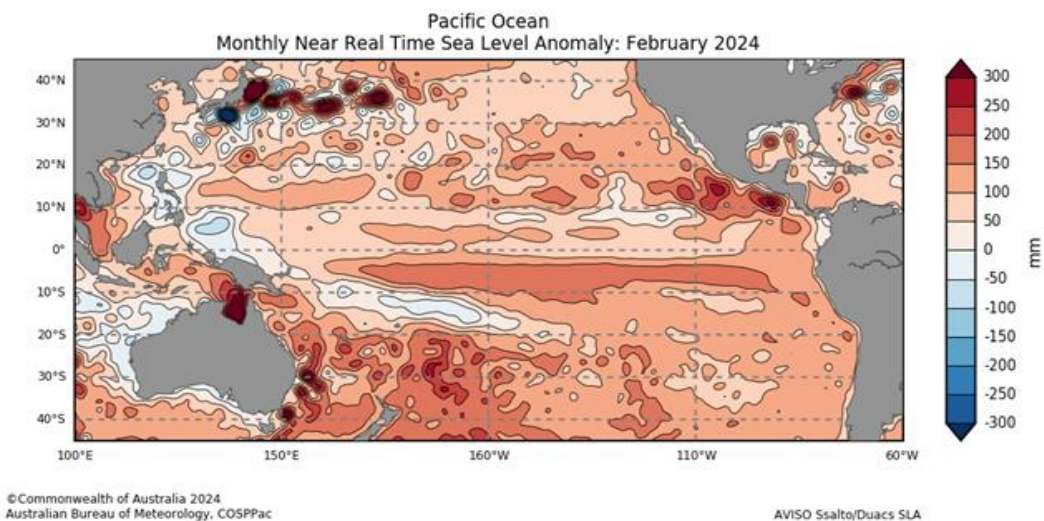 Pacific Ocean
Monthly Near Real Time Sea Level Anomaly: February 2024
40°N
30°N
20°N
10°N
0°
10°S
20°S
30°S
40°S
100°E
150°E
160°W
110°W
60°W
300
250
200
150
100
50
0
-50
-100
-150
-200
-250
-300
mm
©Commonwealth of Australia 2024
Australian Bureau of Meteorology, COSPPac
AVISO Ssalto/Duacs SLA